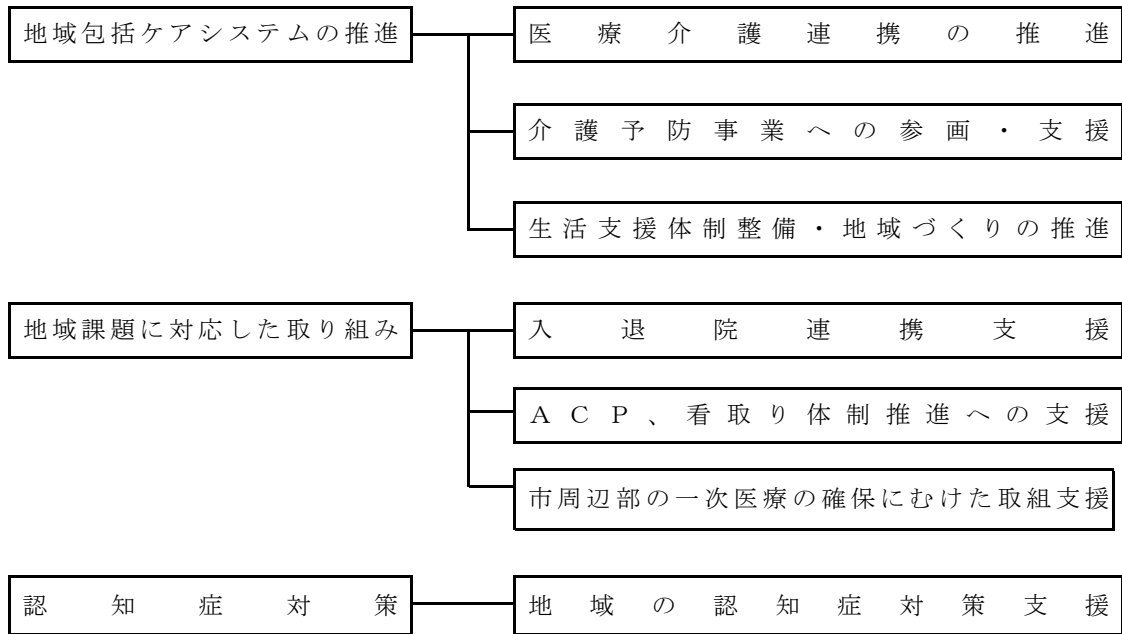 地域包括ケアシステムの推進
医療介護連携の推進
介護予防事業への参画・支援
生活支援体制整備・地域づくりの推進
地域課題に対応した取り組み
入退院連携支援
ACP、看取り体制推進への支援
市周辺部の一次医療の確保にむけた取組支援
認知症対策
地域の認知症対策支援